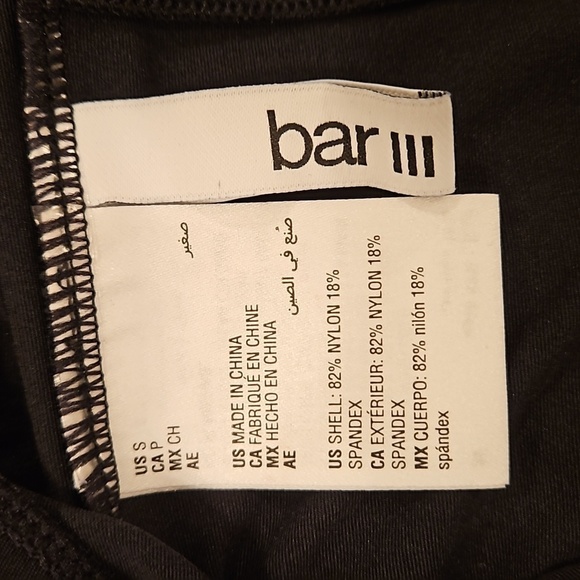 bar III
US S
CA P
MX CH
AE صغير
US MADE IN CHINA
CA FABRIQUÉ EN CHINE
MX HECHO EN CHINA
AE صُنع في الصين
US SHELL: 82% NYLON 18%
SPANDEX
CA EXTÉRIEUR: 82% NYLON 18%
SPANDEX
MX CUERPO: 82% nilón 18%
spándex